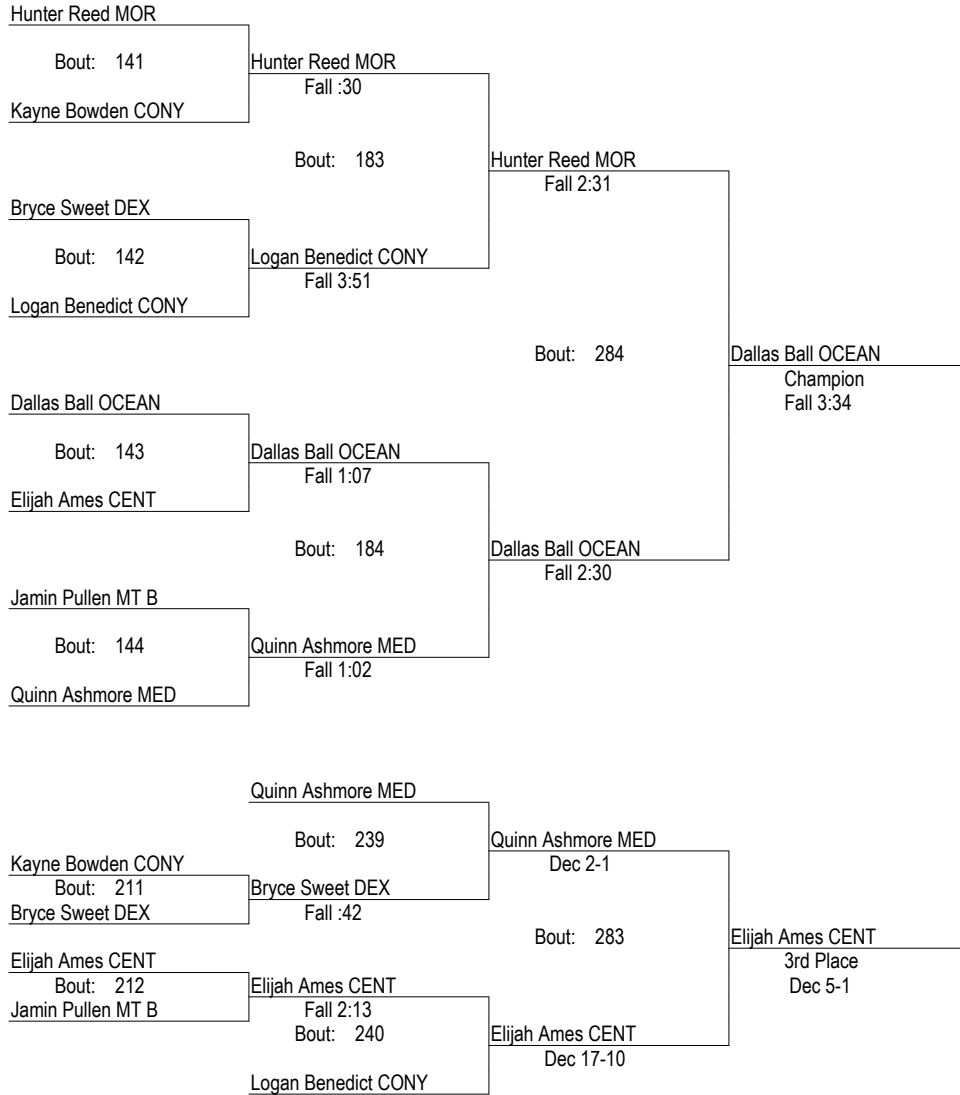 Hunter Reed MOR
Bout: 141
Hunter Reed MOR
Fall :30
Kayne Bowden CONY
Bout: 183
Hunter Reed MOR
Fall 2:31
Bryce Sweet DEX
Bout: 142
Logan Benedict CONY
Fall 3:51
Logan Benedict CONY
Bout: 284
Dallas Ball OCEAN
Champion
Fall 3:34
Dallas Ball OCEAN
Bout: 143
Dallas Ball OCEAN
Fall 1:07
Elijah Ames CENT
Bout: 184
Dallas Ball OCEAN
Fall 2:30
Jamin Pullen MT B
Bout: 144
Quinn Ashmore MED
Fall 1:02
Quinn Ashmore MED
Quinn Ashmore MED
Bout: 239
Quinn Ashmore MED
Dec 2-1
Kayne Bowden CONY
Bout: 211
Bryce Sweet DEX
Bryce Sweet DEX
Fall :42
Bout: 283
Elijah Ames CENT
3rd Place
Dec 5-1
Elijah Ames CENT
Bout: 212
Elijah Ames CENT
Jamin Pullen MT B
Fall 2:13
Bout: 240
Elijah Ames CENT
Dec 17-10
Logan Benedict CONY